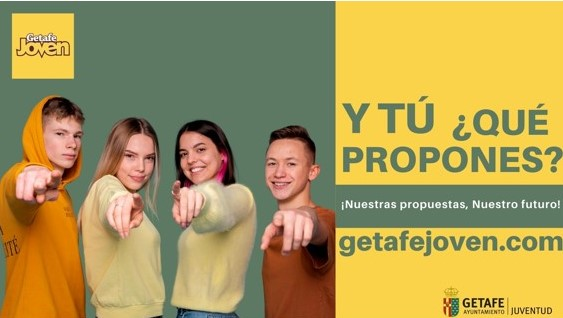 Getafe
Joven
Y TÚ ¿QUÉ
PROPONES?
¡Nuestras propuestas, Nuestro futuro!
getafejoven.com
GETAFE
AYUNTAMIENTO
JUVENTUD